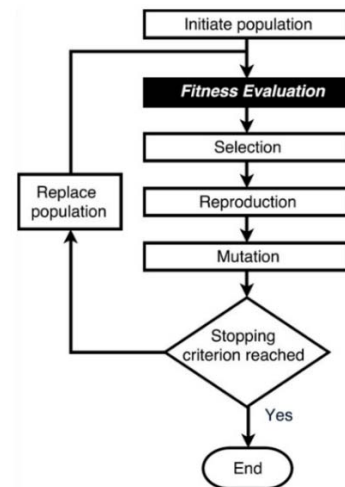 Initiate population
Fitness Evaluation
Selection
Reproduction
Mutation
Replace
population
Stopping
criterion reached
Yes
End